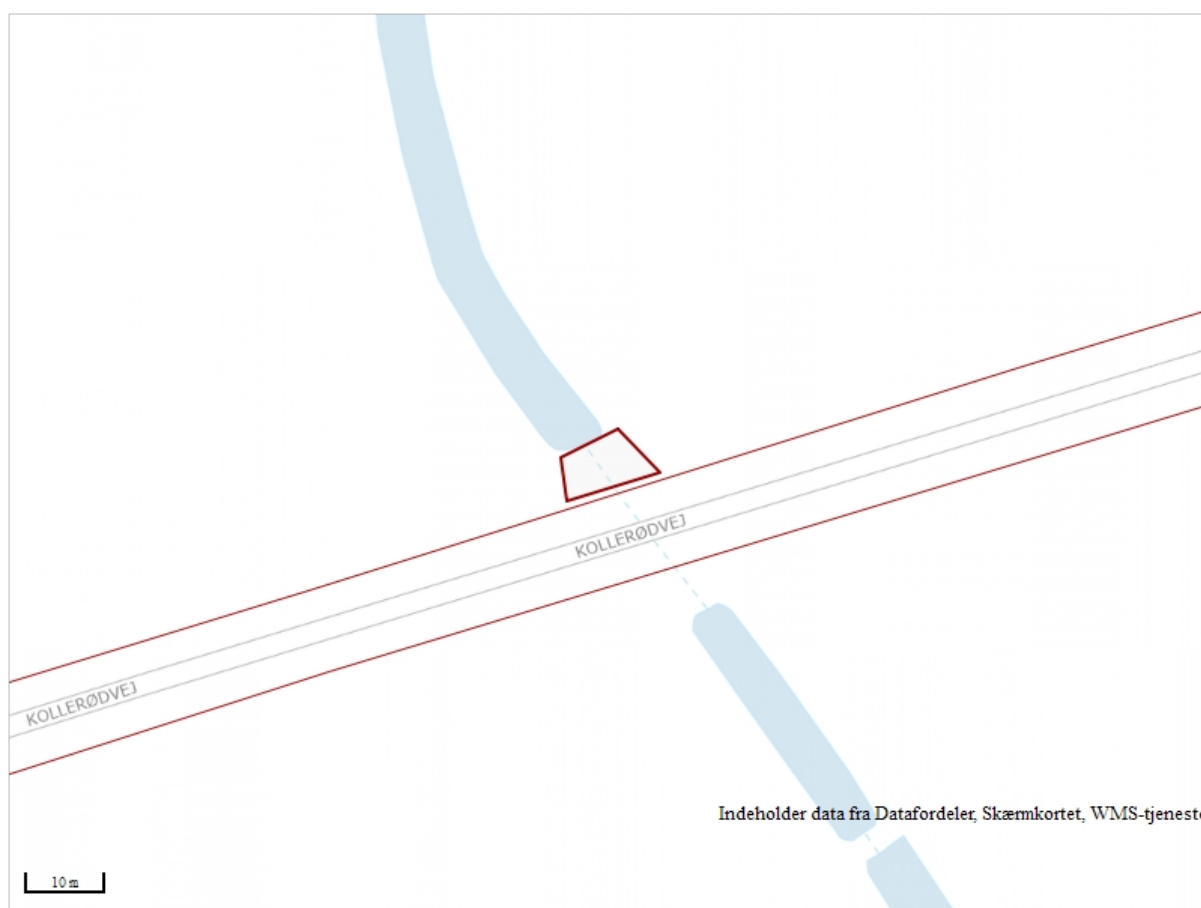 KOLLERØDVEJ
KOLLERØDVEJ
Indeholder data fra Datafordeler, Skærmkortet, WMS-tjeneste
10 m